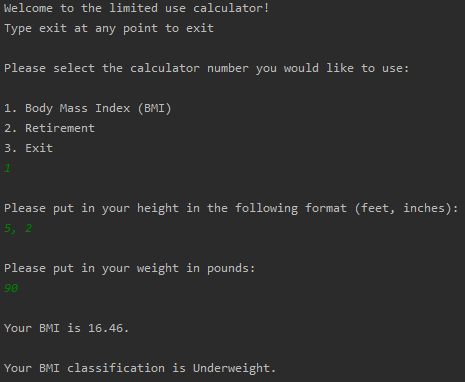 Welcome to the limited use calculator!
Type exit at any point to exit
Please select the calculator number you would like to use:
1. Body Mass Index (BMI)
2. Retirement
3. Exit
1
Please put in your height in the following format (feet, inches):
5, 2
Please put in your weight in pounds:
90
Your BMI is 16.46.
Your BMI classification is Underweight.